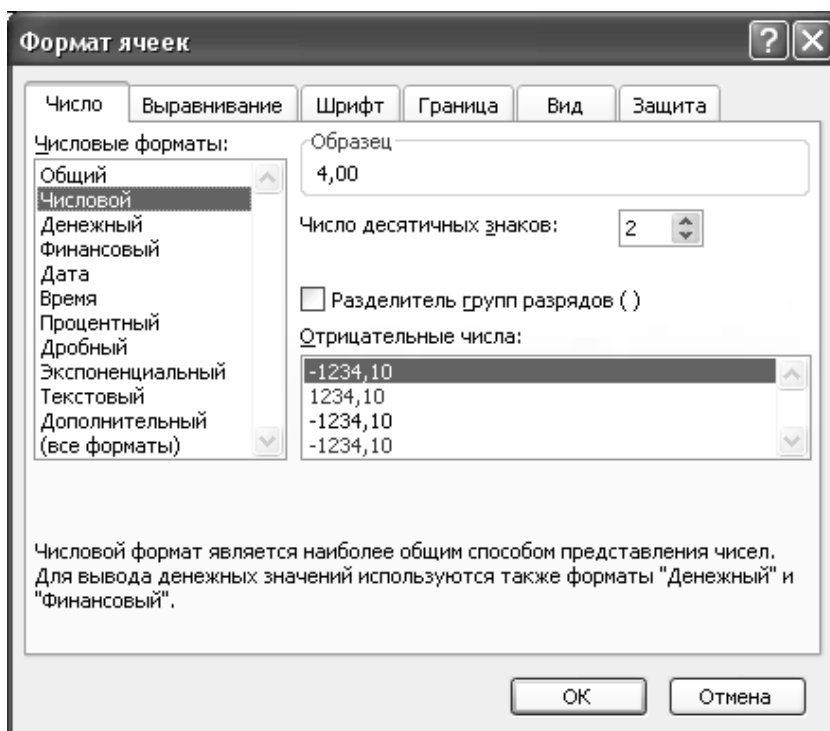 Формат ячеек
Число Выравнивание Шрифт Граница Вид Защита
Числовые форматы:
Общий
Числовой
Денежный
Финансовый
Дата
Время
Процентный
Дробный
Экспоненциальный
Текстовый
Дополнительный
(все форматы)
Образец
4,00
Число десятичных знаков: 2
Разделитель групп разрядов ( )
Отрицательные числа:
-1234,10
1234,10
-1234,10
-1234,10
Числовой формат является наиболее общим способом представления чисел.
Для вывода денежных значений используются также форматы "Денежный" и
"Финансовый".
ОК Отмена